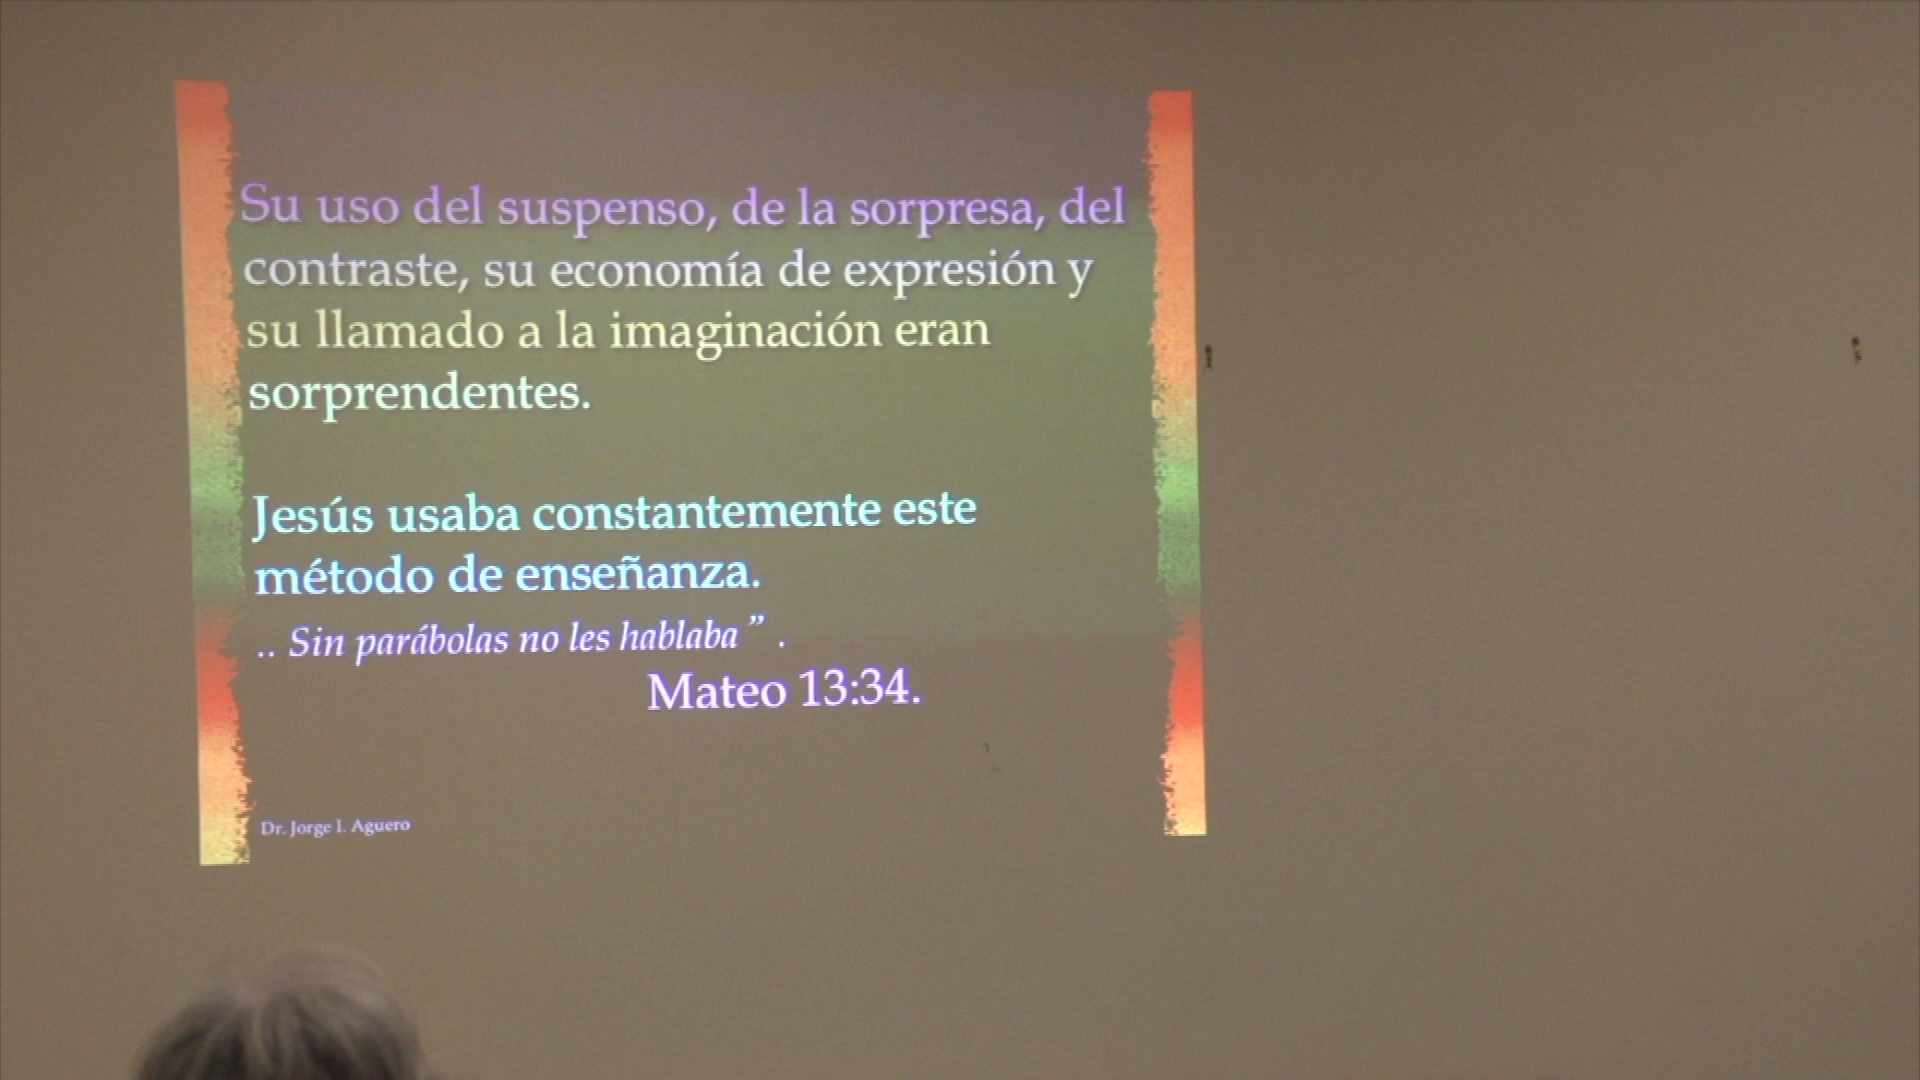 Su uso del suspenso, de la sorpresa, del
contraste, su economía de expresión y
su llamado a la imaginación eran
sorprendentes.
Jesús usaba constantemente este
método de enseñanza.
.. Sin parábolas no les hablaba” .
Mateo 13:34.
Dr. Jorge I. Aguero